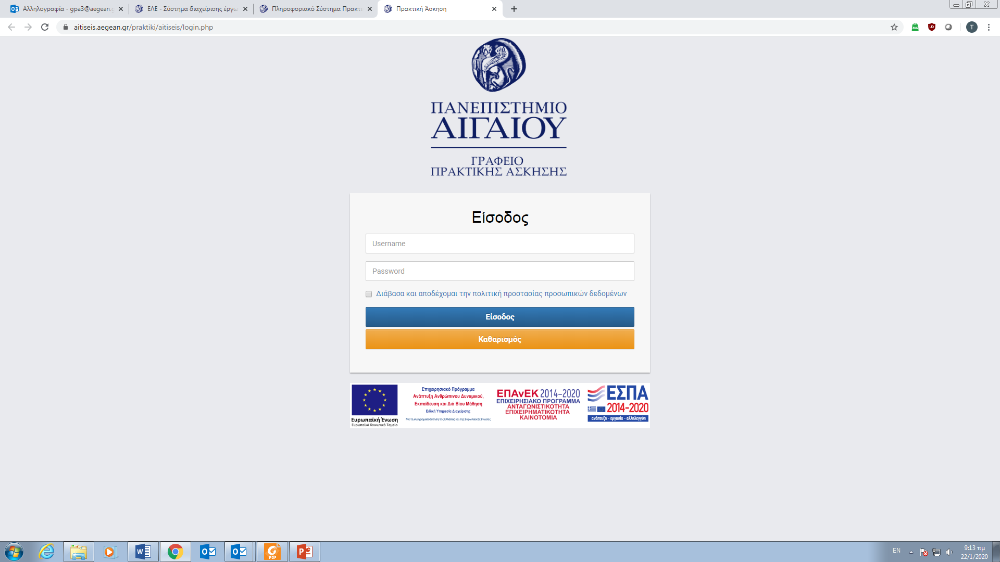 Αλληλογραφία - gpa3@aegean.g
ΕΛΕ - Σύστημα διαχείρισης έργω
Πληροφοριακό Σύστημα Πρακτι
Πρακτική Άσκηση
aitiseis.aegean.gr/praktiki/aitiseis/login.php
T
ΠΑΝΕΠΙΣΤΗΜΙΟ
ΑΙΓΑΙΟΥ
ΓΡΑΦΕΙΟ
ΠΡΑΚΤΙΚΗΣ ΑΣΚΗΣΗΣ
Είσοδος
Username
Password
Διάβασα και αποδέχομαι την πολιτική προστασίας προσωπικών δεδομένων
Είσοδος
Καθαρισμός
Ευρωπαϊκή Ένωση
Ευρωπαϊκό Κοινωνικό Ταμείο
Επιχειρησιακό Πρόγραμμα
Ανάπτυξη Ανθρώπινου Δυναμικού,
Εκπαίδευση και Διά Βίου Μάθηση
Ειδική Υπηρεσία Διαχείρισης
Με τη συγχρηματοδότηση της Ελλάδας και της Ευρωπαϊκής Ένωσης
ΕΠΑνΕΚ 2014-2020
ΕΠΙΧΕΙΡΗΣΙΑΚΟ ΠΡΟΓΡΑΜΜΑ
ΑΝΤΑΓΩΝΙΣΤΙΚΟΤΗΤΑ
ΕΠΙΧΕΙΡΗΜΑΤΙΚΟΤΗΤΑ
ΚΑΙΝΟΤΟΜΙΑ
ΕΣΠΑ
2014-2020
ανάπτυξη - εργασία - αλληλεγγύη
PDF
EN
9:13 πμ
22/1/2020